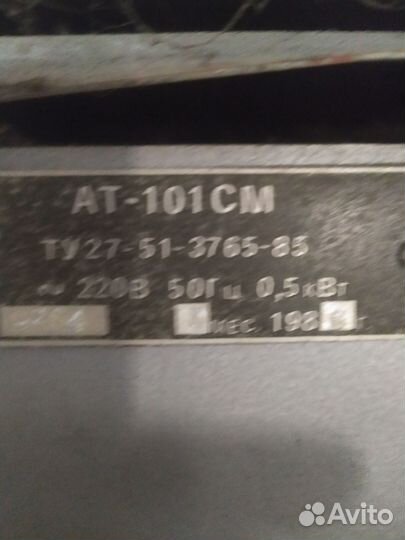 АТ-101СМ
ТУ27-51-3765-85
~ 220В 50Гц 0,5кВт
мес. 198 г.
Avito